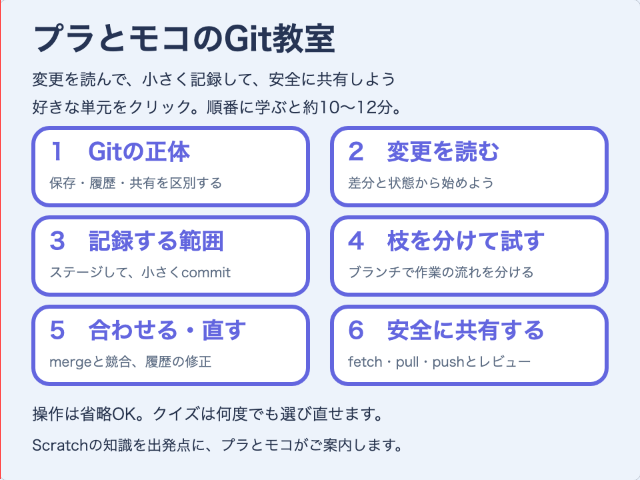 プラとモコのGit教室
変更を読んで、小さく記録して、安全に共有しよう
好きな単元をクリック。順番に学ぶと約10〜12分。
1 Gitの正体
保存・履歴・共有を区別する
2 変更を読む
差分と状態から始めよう
3 記録する範囲
ステージして、小さくcommit
4 枝を分けて試す
ブランチで作業の流れを分ける
5 合わせる・直す
mergeと競合、履歴の修正
6 安全に共有する
fetch・pull・pushとレビュー
操作は省略OK。クイズは何度でも選び直せます。
Scratchの知識を出発点に、プラとモコがご案内します。